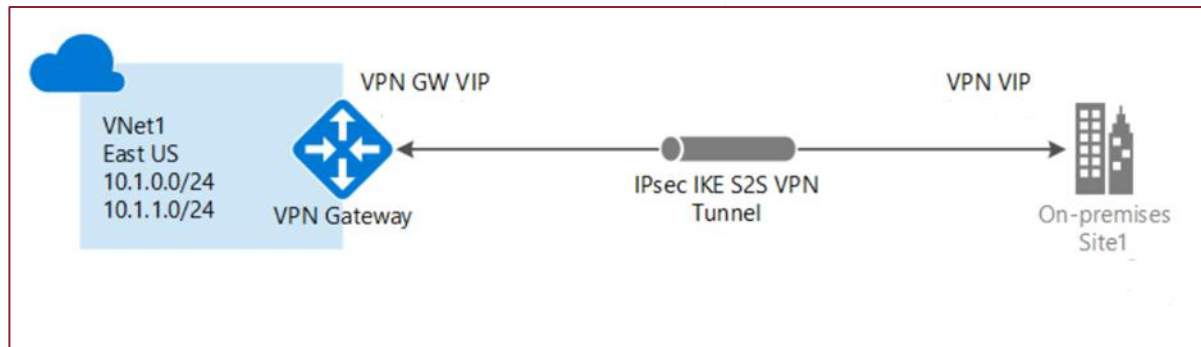 VPN GW VIP
VPN VIP
VNet1
East US
10.1.0.0/24
10.1.1.0/24
VPN Gateway
IPsec IKE S2S VPN
Tunnel
On-premises
Site1